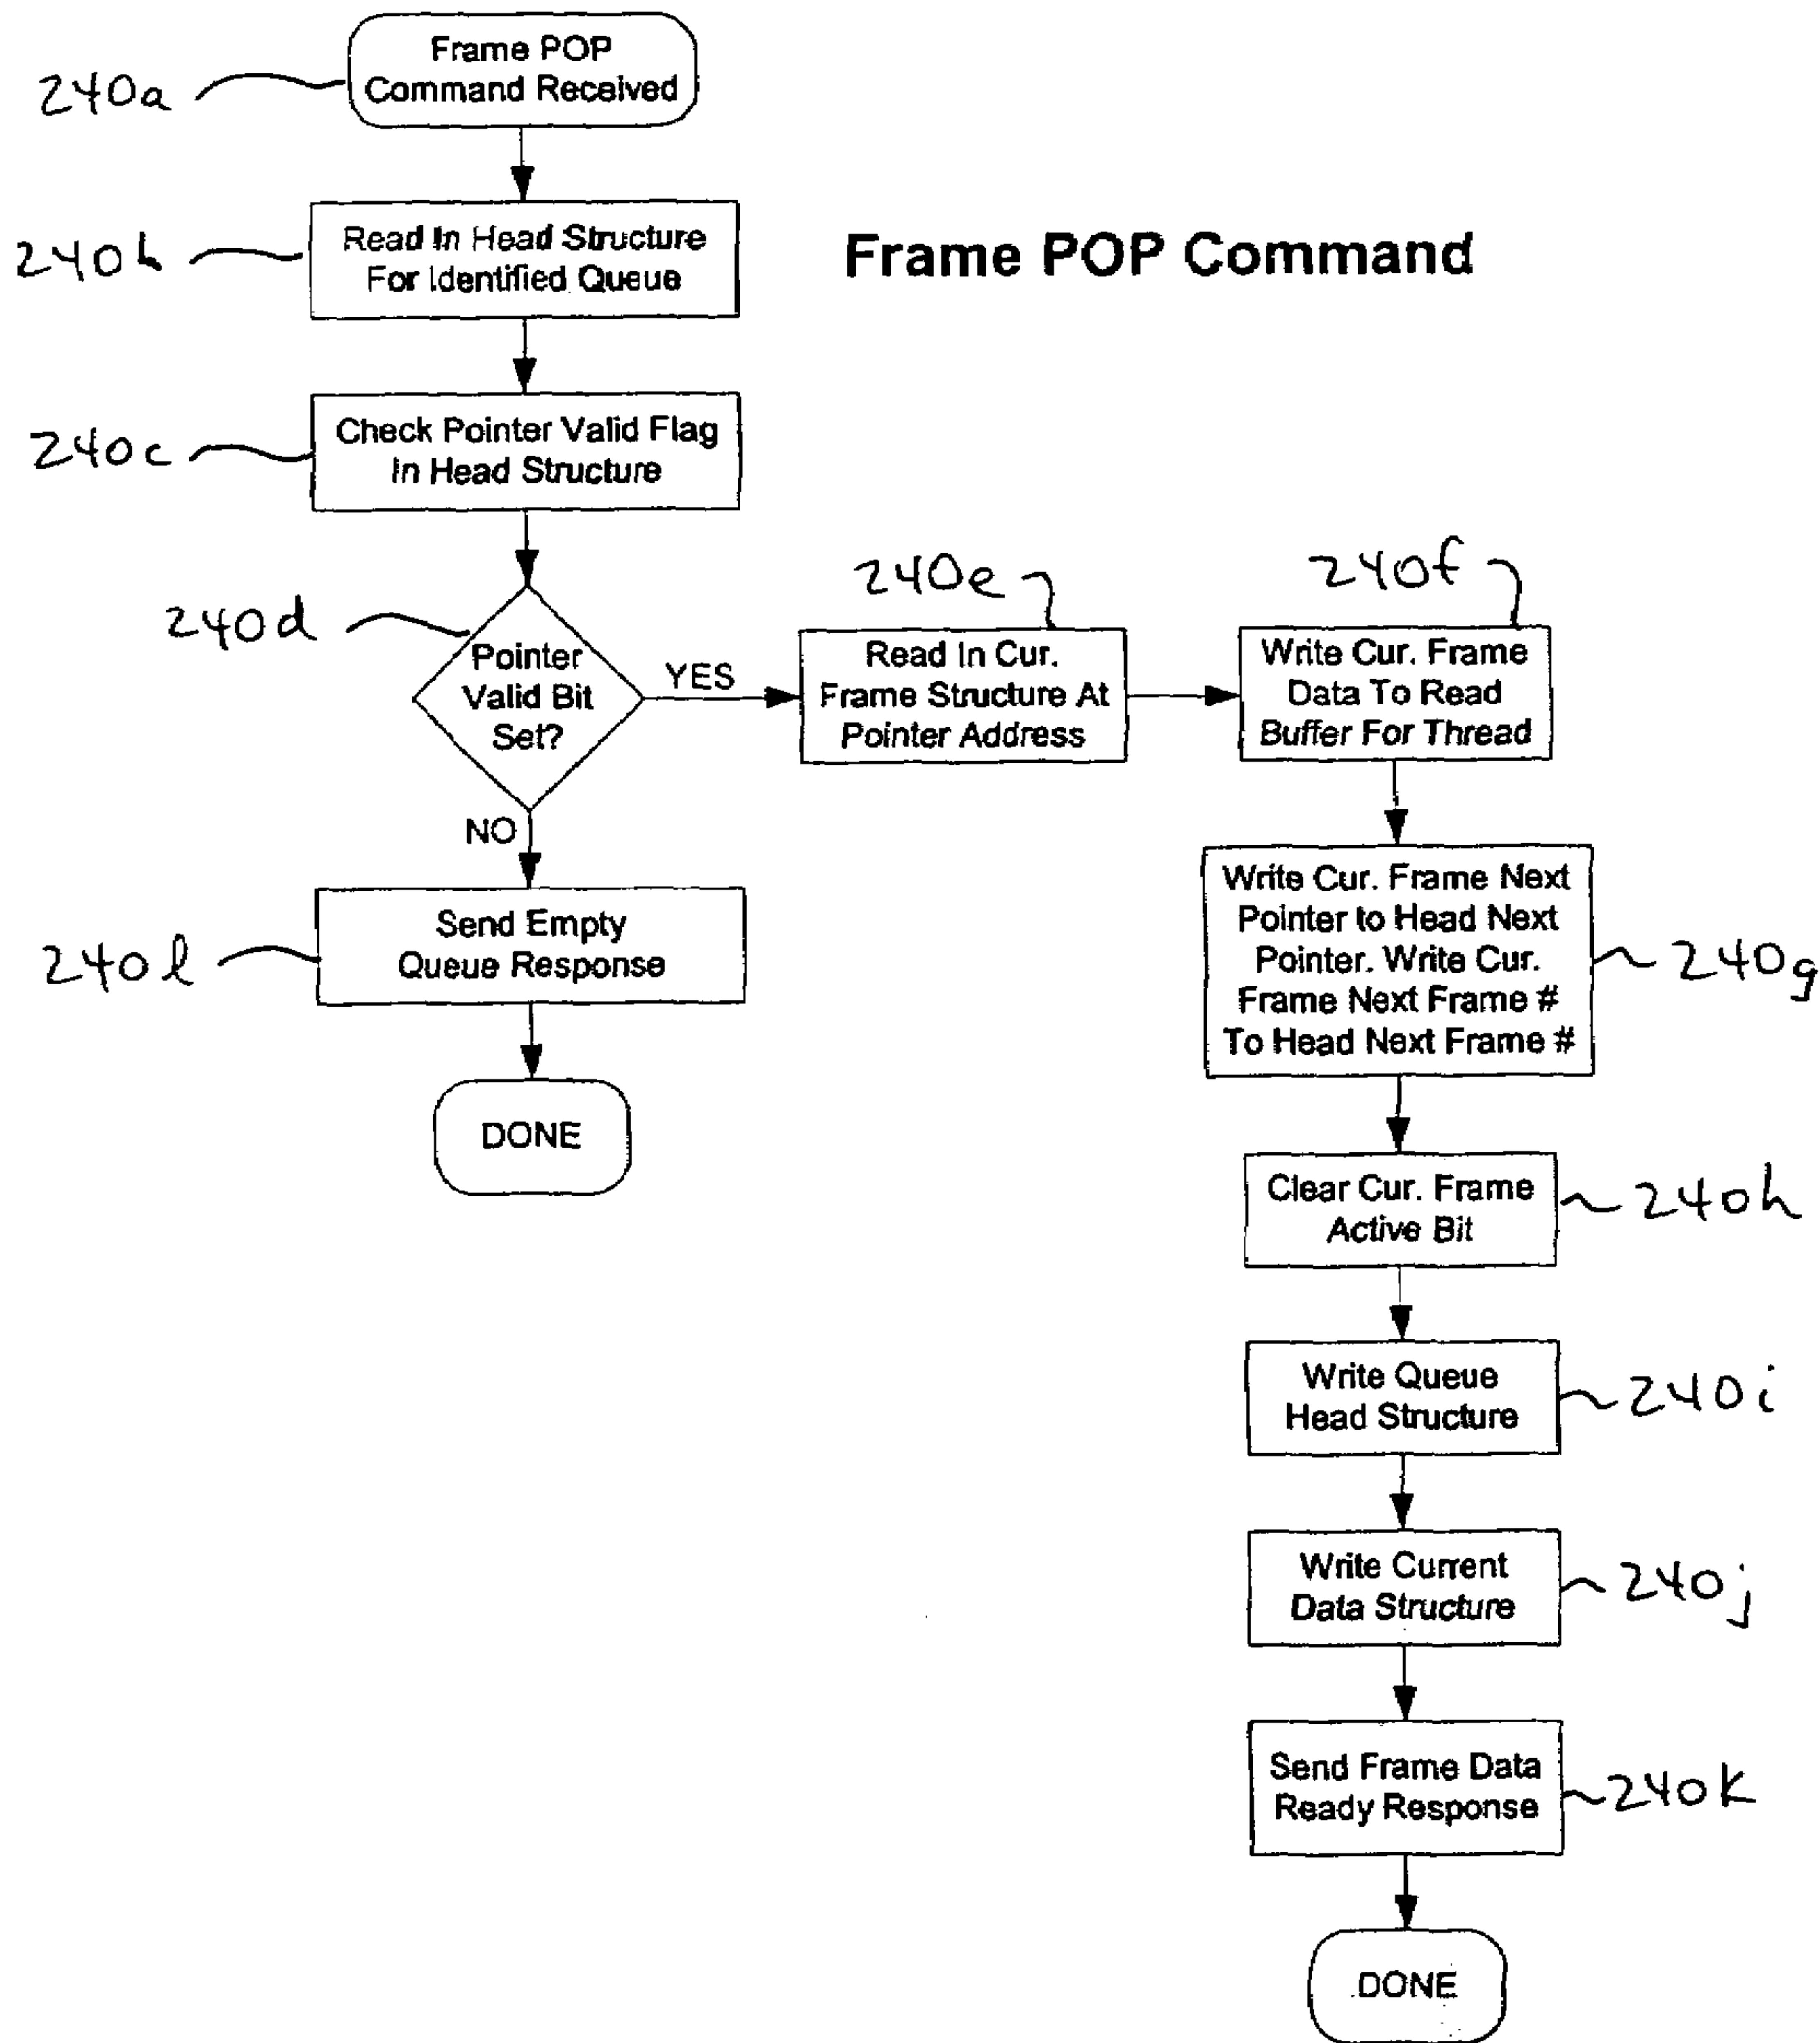 Frame POP
Command Received
240a
Read In Head Structure
For Identified Queue
240b
Frame POP Command
Check Pointer Valid Flag
In Head Structure
240c
240d
Pointer
Valid Bit
Set?
YES
240e
Read In Cur.
Frame Structure At
Pointer Address
240f
Write Cur. Frame
Data To Read
Buffer For Thread
NO
Send Empty
Queue Response
240l
DONE
Write Cur. Frame Next
Pointer to Head Next
Pointer. Write Cur.
Frame Next Frame #
To Head Next Frame #
240g
Clear Cur. Frame
Active Bit
240h
Write Queue
Head Structure
240i
Write Current
Data Structure
240j
Send Frame Data
Ready Response
240k
DONE